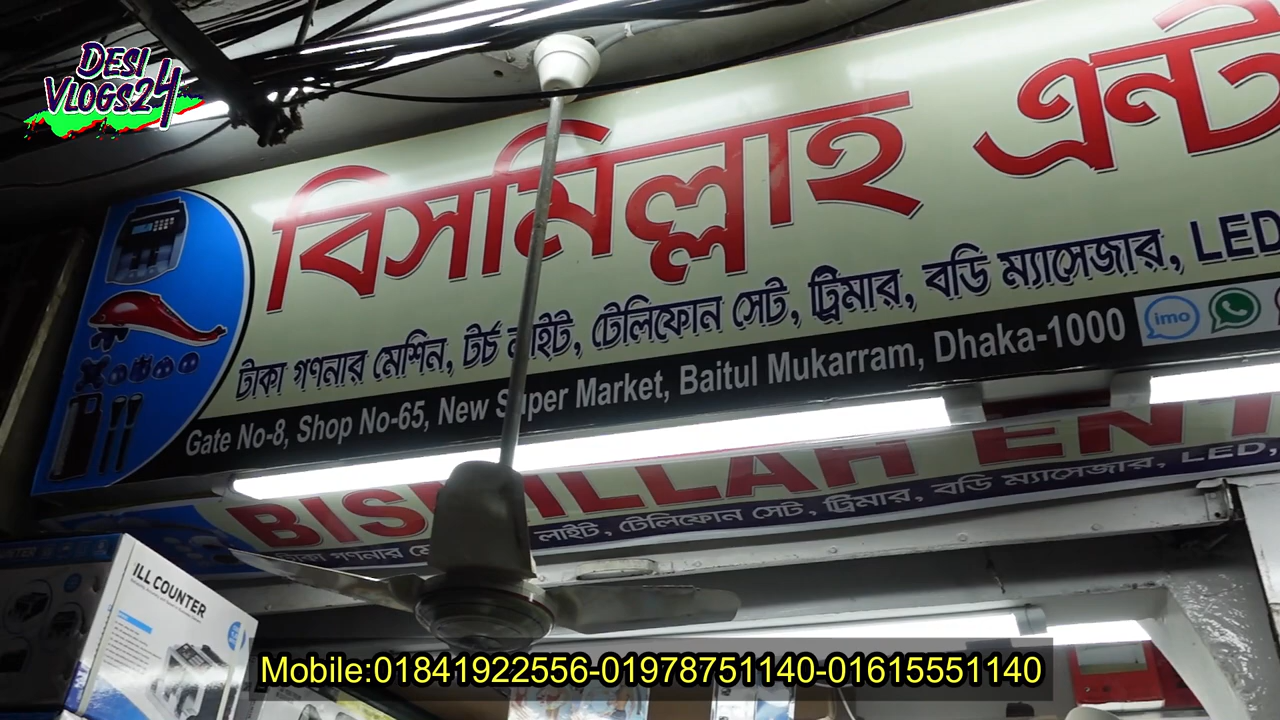 DESI
VLOGS24
বিসমিল্লাহ এন্ট
টাকা গণনার মেশিন, টর্চ লাইট, টেলিফোন সেট, ট্রিমার, বডি ম্যাসেজার, LED
Gate No-8, Shop No-65, New Super Market, Baitul Mukarram, Dhaka-1000
imo
BISMILLAH ENT
টাকা গণনার মে লাইট, টেলিফোন সেট, ট্রিমার, বডি ম্যাসেজার, LED,
ILL COUNTER
Mobile:01841922556-01978751140-01615551140